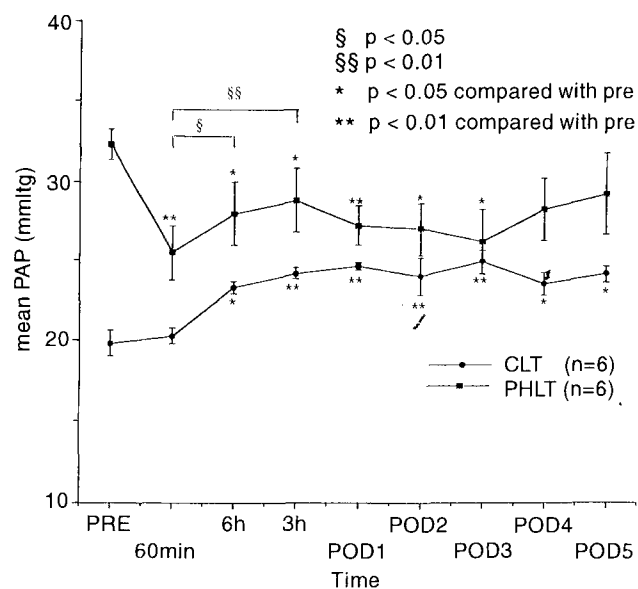 40
§ p < 0.05
§§ p < 0.01
* p < 0.05 compared with pre
** p < 0.01 compared with pre
§§
§
30
**
*
*
**
*
*
mean PAP (mmltg)
*
**
**
**
**
*
*
20
CLT (n=6)
PHLT (n=6)
10
PRE
60min
6h
3h
POD1
POD2
POD3
POD4
POD5
Time